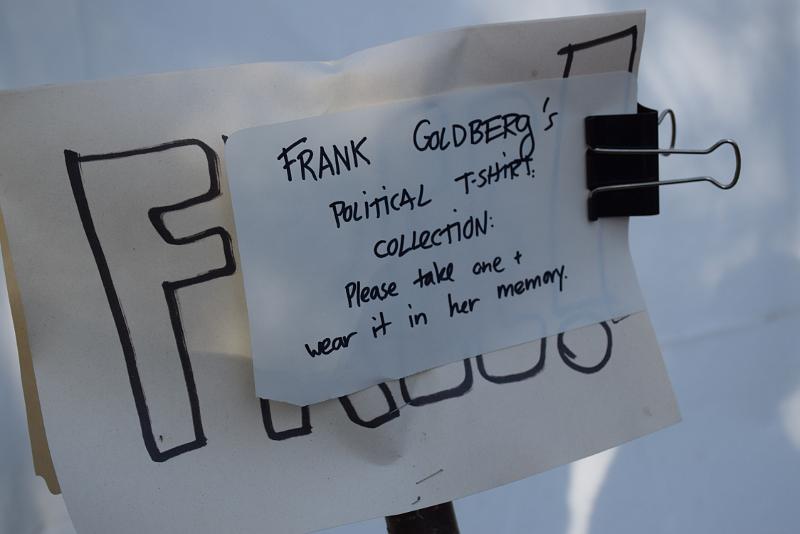 FRANK GOLDBERG's
POLITICAL T-SHIRT
COLLECTION:
Please take one +
wear it in her memory.